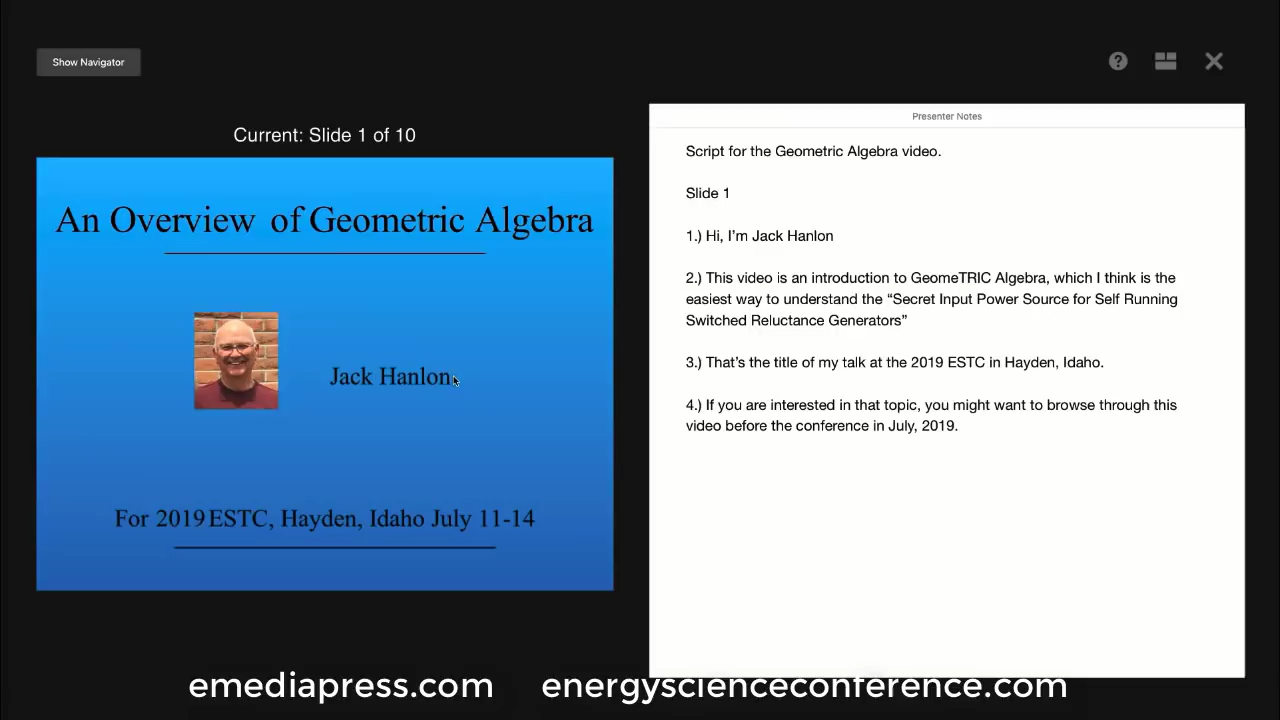 Show Navigator
Current: Slide 1 of 10
An Overview of Geometric Algebra
Jack Hanlon
For 2019 ESTC, Hayden, Idaho July 11-14
Presenter Notes
Script for the Geometric Algebra video.
Slide 1
1.) Hi, I’m Jack Hanlon
2.) This video is an introduction to GeomeTRIC Algebra, which I think is the
easiest way to understand the “Secret Input Power Source for Self Running
Switched Reluctance Generators”
3.) That’s the title of my talk at the 2019 ESTC in Hayden, Idaho.
4.) If you are interested in that topic, you might want to browse through this
video before the conference in July, 2019.
emediapress.com energyscienceconference.com